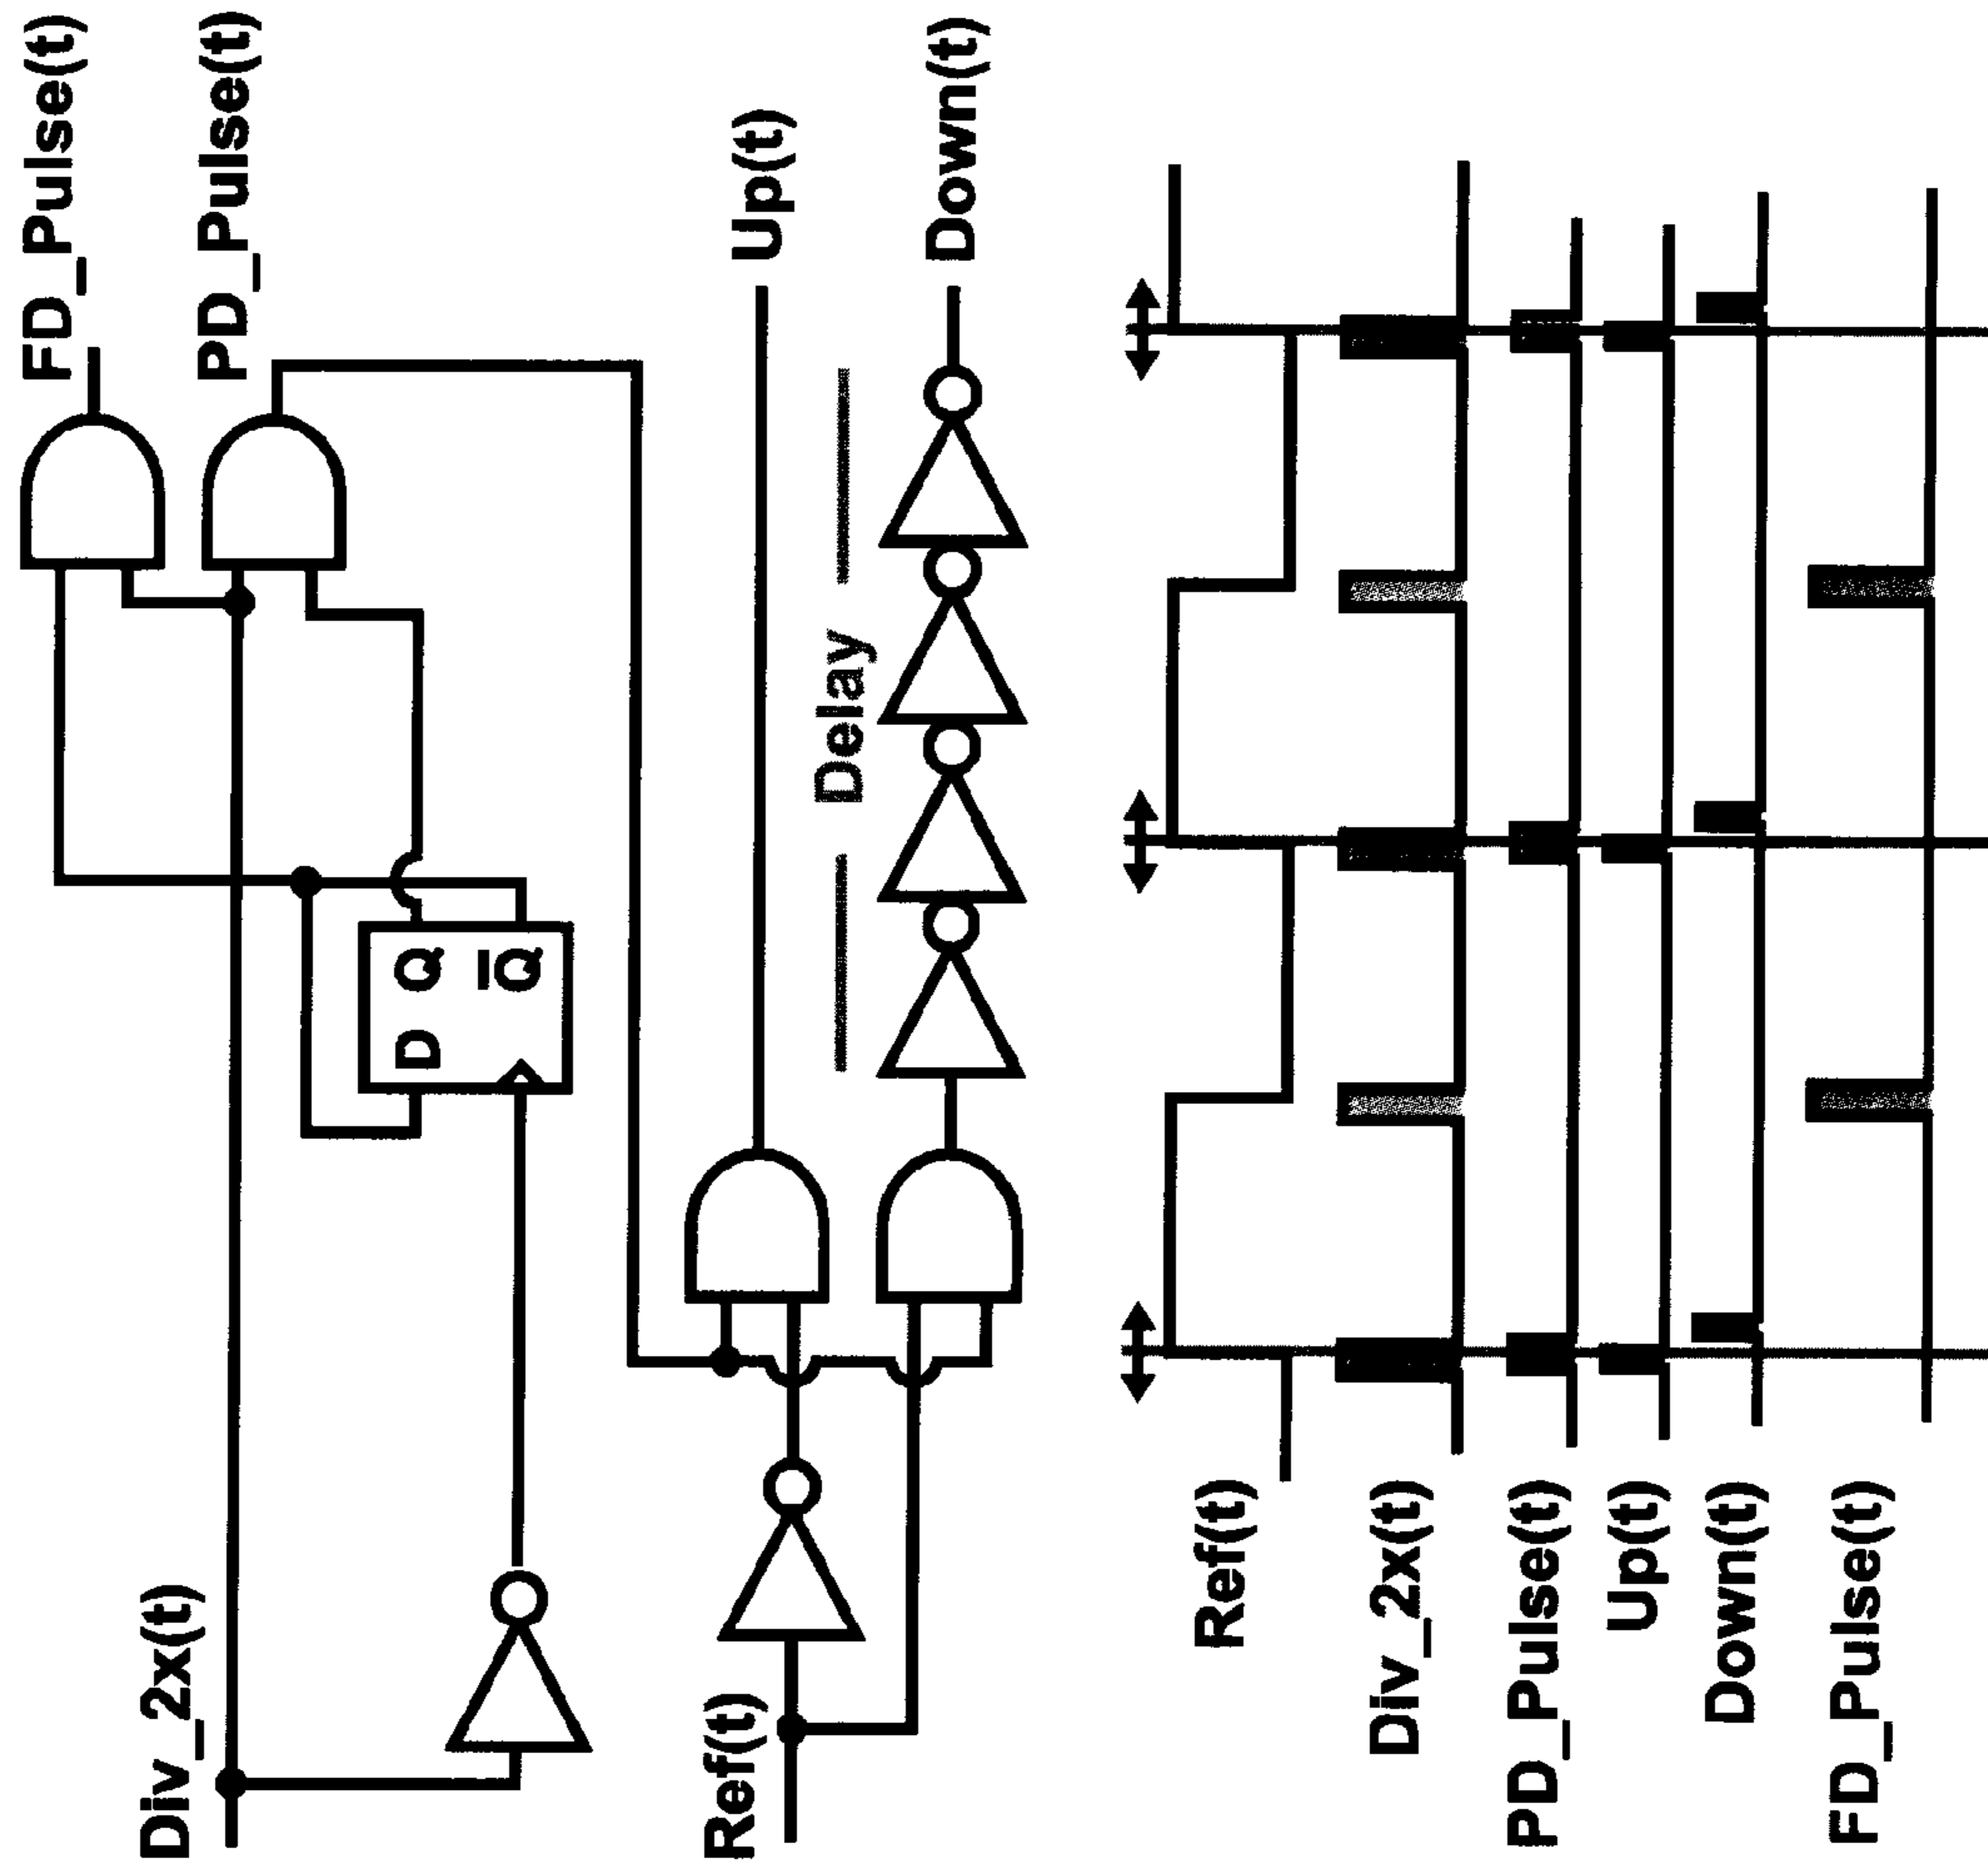 FD_Pulse(t)
PD_Pulse(t)
Div_2x(t)
D Q
Q
Up(t)
Delay
Ref(t)
Down(t)
Ref(t)
Div_2x(t)
PD_Pulse(t)
Up(t)
Down(t)
FD_Pulse(t)